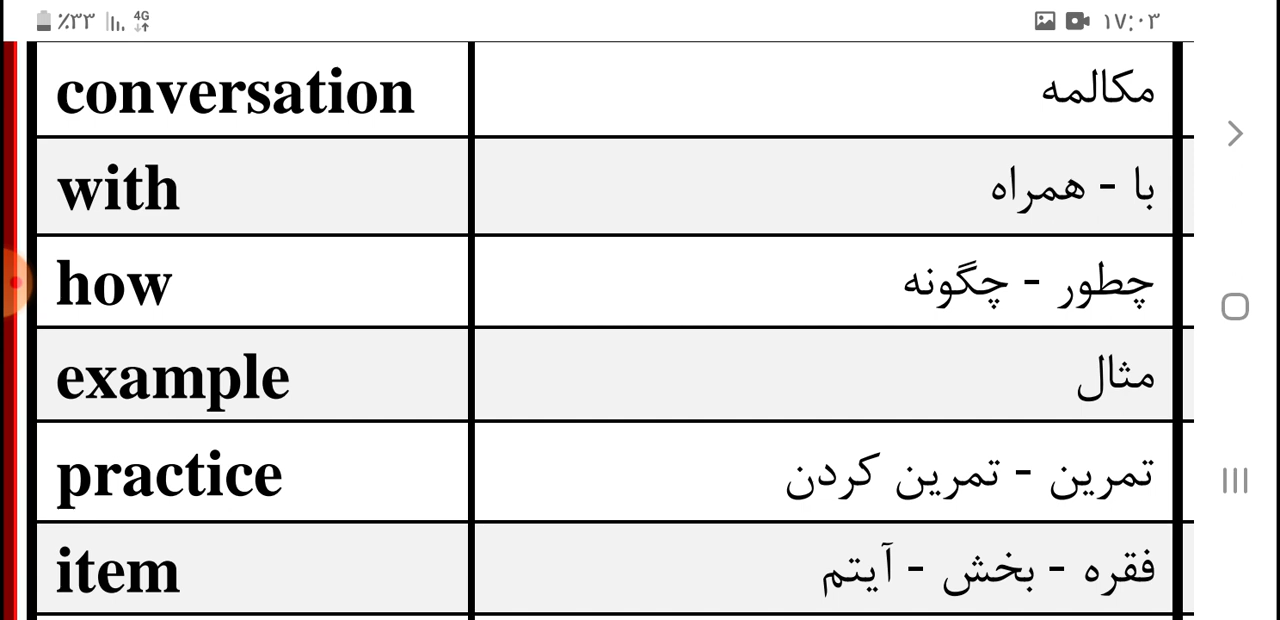 ٪۳۳ 4G ۱۷:۰۳
conversation مکالمه
with با - همراه
how چطور - چگونه
example مثال
practice تمرین - تمرین کردن
item فقره - بخش - آیتم